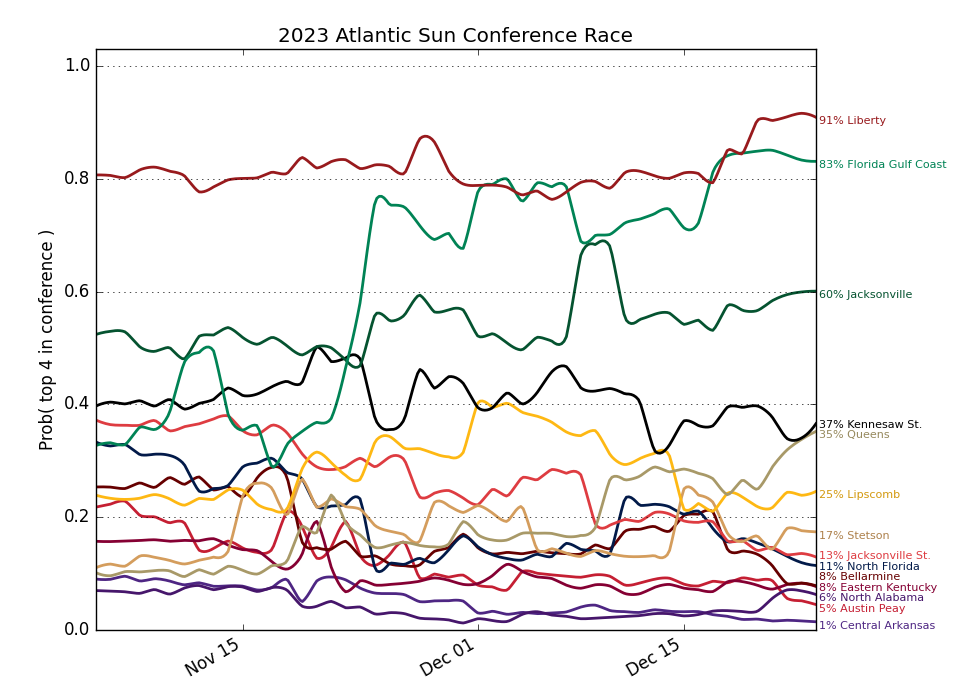 2023 Atlantic Sun Conference Race
Prob( top 4 in conference )
1.0
0.8
0.6
0.4
0.2
0.0
Nov 15
Dec 01
Dec 15
91% Liberty
83% Florida Gulf Coast
60% Jacksonville
37% Kennesaw St.
35% Queens
25% Lipscomb
17% Stetson
13% Jacksonville St.
11% North Florida
8% Bellarmine
8% Eastern Kentucky
6% North Alabama
5% Austin Peay
1% Central Arkansas